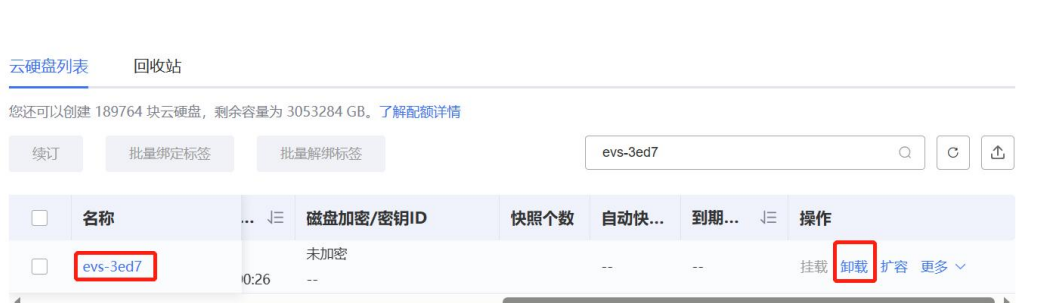 云硬盘列表 回收站
您还可以创建 189764 块云硬盘，剩余容量为 3053284 GB。了解配额详情
续订 批量绑定标签 批量解绑标签 evs-3ed7
名称 ... 磁盘加密/密钥ID 快照个数 自动快... 到期... 操作
未加密
evs-3ed7 -- -- 挂载 卸载 扩容 更多
0:26 --